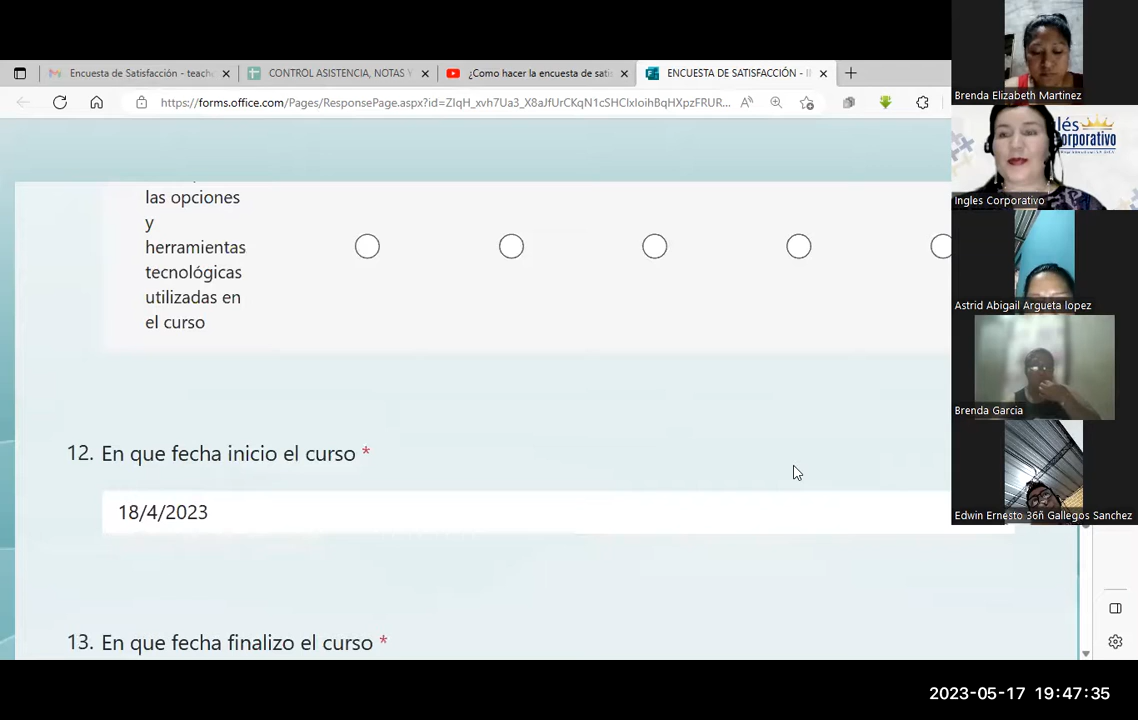 Encuesta de Satisfacción - teach
CONTROL ASISTENCIA, NOTAS Y
¿Como hacer la encuesta de sati
ENCUESTA DE SATISFACCIÓN - I
https://forms.office.com/Pages/ResponsePage.aspx?id=ZIqH_xvh7Ua3_X8aJfUrCKqN1cSHClxIoihBqHXpzFRUR...
las opciones
y
herramientas
tecnológicas
utilizadas en
el curso
12. En que fecha inicio el curso *
18/4/2023
13. En que fecha finalizo el curso *
Brenda Elizabeth Martinez
lés
orporativo
Ingles Corporativo
Astrid Abigail Argueta lopez
Brenda Garcia
Edwin Ernesto 36ñ Gallegos Sanchez
2023-05-17 19:47:35